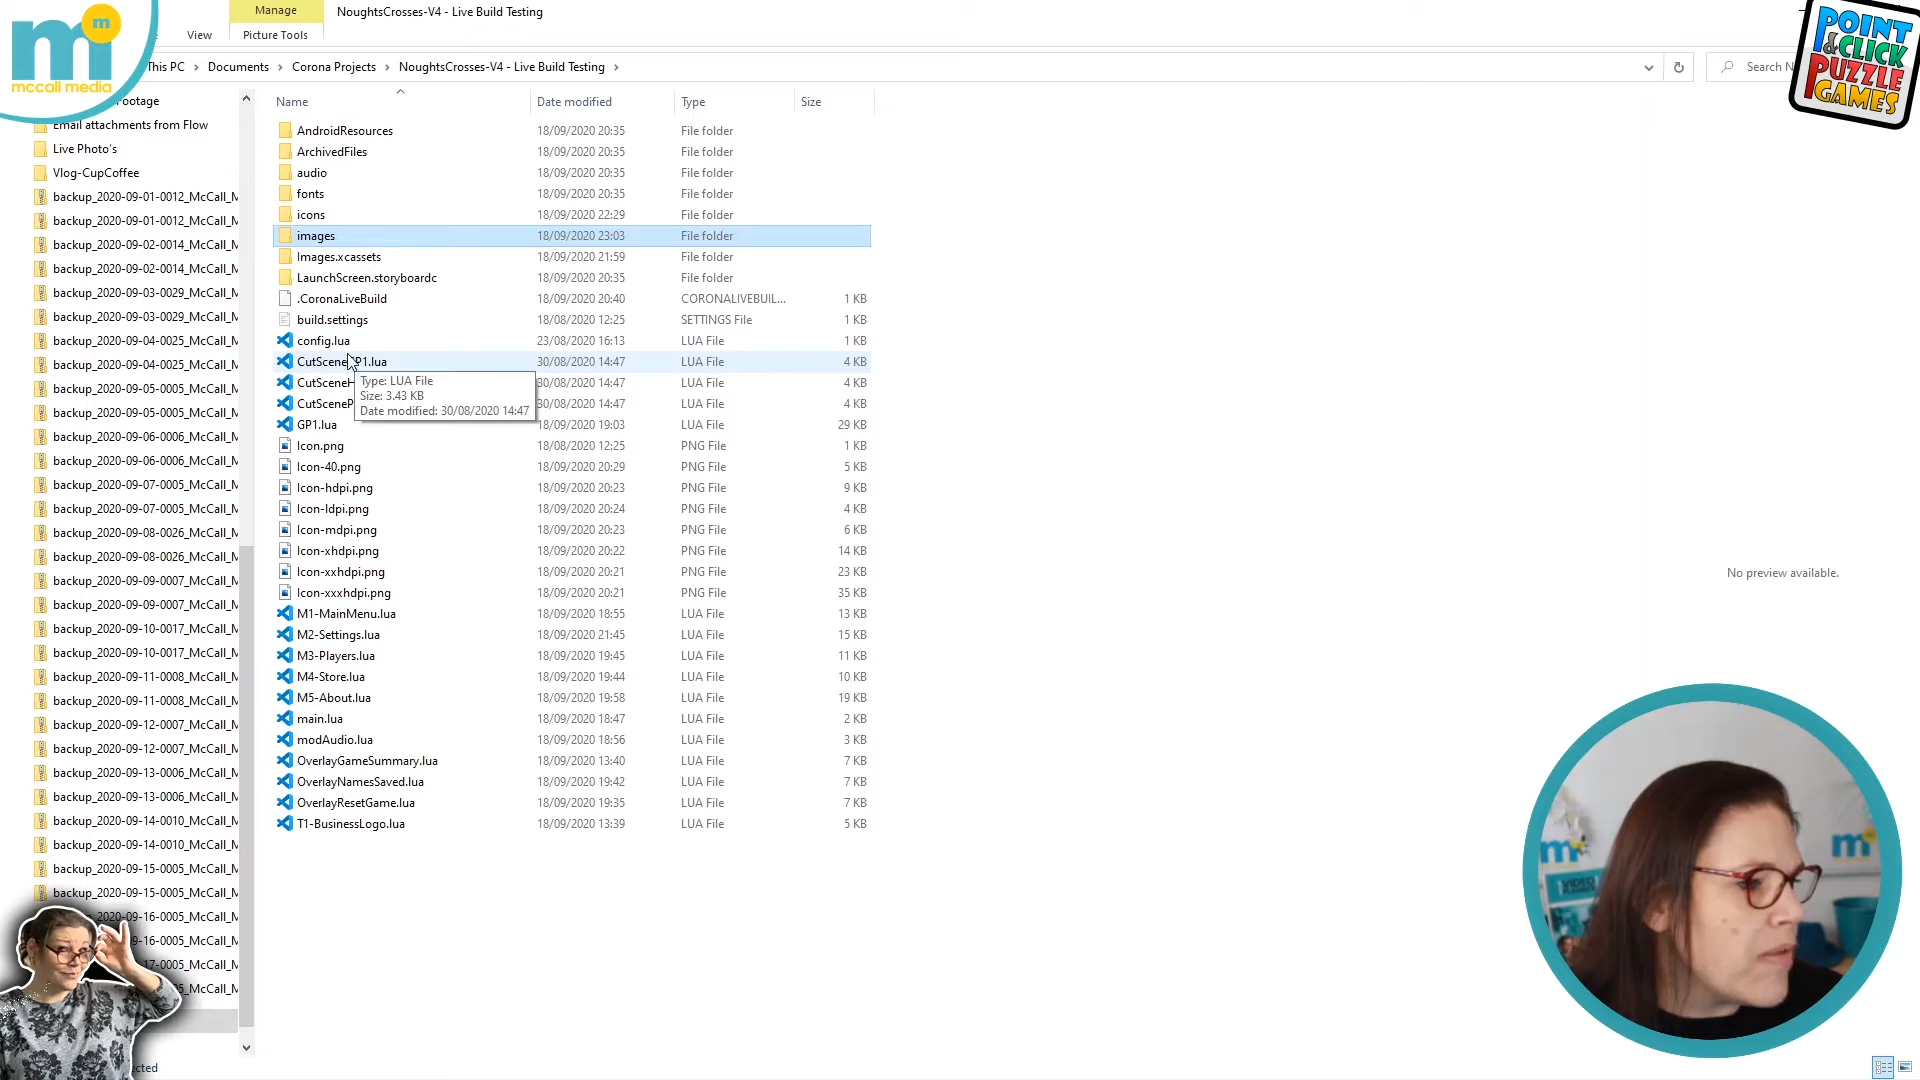 Manage
NoughtsCrosses-V4 - Live Build Testing
View
Picture Tools
m
m
mccall media
POINT
&CLICK
PUZZLE
GAMES
This PC > Documents > Corona Projects > NoughtsCrosses-V4 - Live Build Testing >
Search N
Name Date modified Type Size
Footage
Email attachments from Flow
Live Photo's
Vlog-CupCoffee
backup_2020-09-01-0012_McCall_M
backup_2020-09-01-0012_McCall_M
backup_2020-09-02-0014_McCall_M
backup_2020-09-02-0014_McCall_M
backup_2020-09-03-0029_McCall_M
backup_2020-09-03-0029_McCall_M
backup_2020-09-04-0025_McCall_M
backup_2020-09-04-0025_McCall_M
backup_2020-09-05-0005_McCall_M
backup_2020-09-05-0005_McCall_M
backup_2020-09-06-0006_McCall_M
backup_2020-09-06-0006_McCall_M
backup_2020-09-07-0005_McCall_M
backup_2020-09-07-0005_McCall_M
backup_2020-09-08-0026_McCall_M
backup_2020-09-08-0026_McCall_M
backup_2020-09-09-0007_McCall_M
backup_2020-09-09-0007_McCall_M
backup_2020-09-10-0017_McCall_M
backup_2020-09-10-0017_McCall_M
backup_2020-09-11-0008_McCall_M
backup_2020-09-11-0008_McCall_M
backup_2020-09-12-0007_McCall_M
backup_2020-09-12-0007_McCall_M
backup_2020-09-13-0006_McCall_M
backup_2020-09-13-0006_McCall_M
backup_2020-09-14-0010_McCall_M
backup_2020-09-14-0010_McCall_M
backup_2020-09-15-0005_McCall_M
backup_2020-09-15-0005_McCall_M
2020-09-16-0005_McCall_M
9-16-0005_McCall_M
17-0005_McCall_M
5_McCall_M
ected
AndroidResources 18/09/2020 20:35 File folder
ArchivedFiles 18/09/2020 20:35 File folder
audio 18/09/2020 20:35 File folder
fonts 18/09/2020 20:35 File folder
icons 18/09/2020 22:29 File folder
images 18/09/2020 23:03 File folder
Images.xcassets 18/09/2020 21:59 File folder
LaunchScreen.storyboardc 18/09/2020 20:35 File folder
.CoronaLiveBuild 18/09/2020 20:40 CORONALIVEBUIL... 1 KB
build.settings 18/08/2020 12:25 SETTINGS File 1 KB
config.lua 23/08/2020 16:13 LUA File 1 KB
CutScene P1.lua 30/08/2020 14:47 LUA File 4 KB
CutSceneH 30/08/2020 14:47 LUA File 4 KB
CutSceneP 30/08/2020 14:47 LUA File 4 KB
Type: LUA File
Size: 3.43 KB
Date modified: 30/08/2020 14:47
GP1.lua 18/09/2020 19:03 LUA File 29 KB
Icon.png 18/08/2020 12:25 PNG File 1 KB
Icon-40.png 18/09/2020 20:29 PNG File 5 KB
Icon-hdpi.png 18/09/2020 20:23 PNG File 9 KB
Icon-ldpi.png 18/09/2020 20:24 PNG File 4 KB
Icon-mdpi.png 18/09/2020 20:23 PNG File 6 KB
Icon-xhdpi.png 18/09/2020 20:22 PNG File 14 KB
Icon-xxhdpi.png 18/09/2020 20:21 PNG File 23 KB
Icon-xxxhdpi.png 18/09/2020 20:21 PNG File 35 KB
M1-MainMenu.lua 18/09/2020 18:55 LUA File 13 KB
M2-Settings.lua 18/09/2020 21:45 LUA File 15 KB
M3-Players.lua 18/09/2020 19:45 LUA File 11 KB
M4-Store.lua 18/09/2020 19:44 LUA File 10 KB
M5-About.lua 18/09/2020 19:58 LUA File 19 KB
main.lua 18/09/2020 18:47 LUA File 2 KB
modAudio.lua 18/09/2020 18:56 LUA File 3 KB
OverlayGameSummary.lua 18/09/2020 13:40 LUA File 7 KB
OverlayNamesSaved.lua 18/09/2020 19:42 LUA File 7 KB
OverlayResetGame.lua 18/09/2020 19:35 LUA File 7 KB
T1-BusinessLogo.lua 18/09/2020 13:39 LUA File 5 KB
No preview available.
m
m
VIDEO